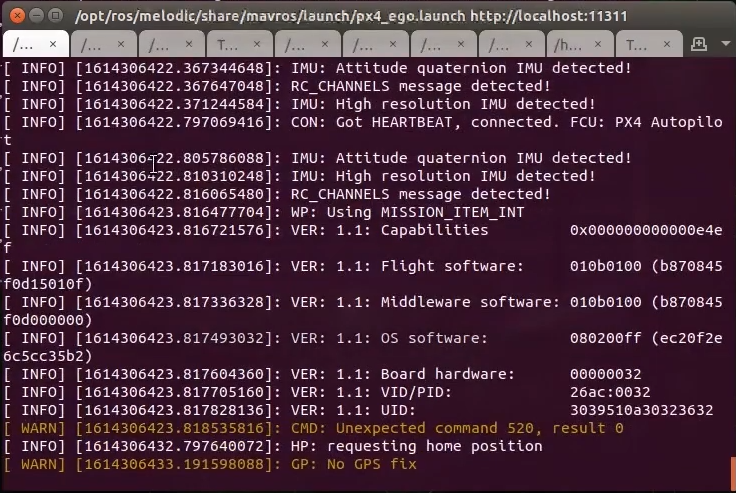 /opt/ros/melodic/share/mavros/launch/px4_ego.launch http://localhost:11311
/... × /... × /... × T... × /... × /... × /... × /... × /h... × T... ×
[ INFO] [1614306422.367344648]: IMU: Attitude quaternion IMU detected!
[ INFO] [1614306422.367647048]: RC_CHANNELS message detected!
[ INFO] [1614306422.371244584]: IMU: High resolution IMU detected!
[ INFO] [1614306422.797069416]: CON: Got HEARTBEAT, connected. FCU: PX4 Autopilo
t
[ INFO] [1614306422.805786088]: IMU: Attitude quaternion IMU detected!
[ INFO] [1614306422.810310248]: IMU: High resolution IMU detected!
[ INFO] [1614306422.816065480]: RC_CHANNELS message detected!
[ INFO] [1614306423.816477704]: WP: Using MISSION_ITEM_INT
[ INFO] [1614306423.816721576]: VER: 1.1: Capabilities         0x000000000000e4e
f
[ INFO] [1614306423.817183016]: VER: 1.1: Flight software:     010b0100 (b870845
f0d15010f)
[ INFO] [1614306423.817336328]: VER: 1.1: Middleware software: 010b0100 (b870845
f0d000000)
[ INFO] [1614306423.817493032]: VER: 1.1: OS software:         080200ff (ec20f2e
6c5cc35b2)
[ INFO] [1614306423.817604360]: VER: 1.1: Board hardware:      00000032
[ INFO] [1614306423.817705160]: VER: 1.1: VID/PID:             26ac:0032
[ INFO] [1614306423.817828136]: VER: 1.1: UID:                 3039510a30323632
[ WARN] [1614306423.818535816]: CMD: Unexpected command 520, result 0
[ INFO] [1614306432.797640072]: HP: requesting home position
[ WARN] [1614306433.191598088]: GP: No GPS fix